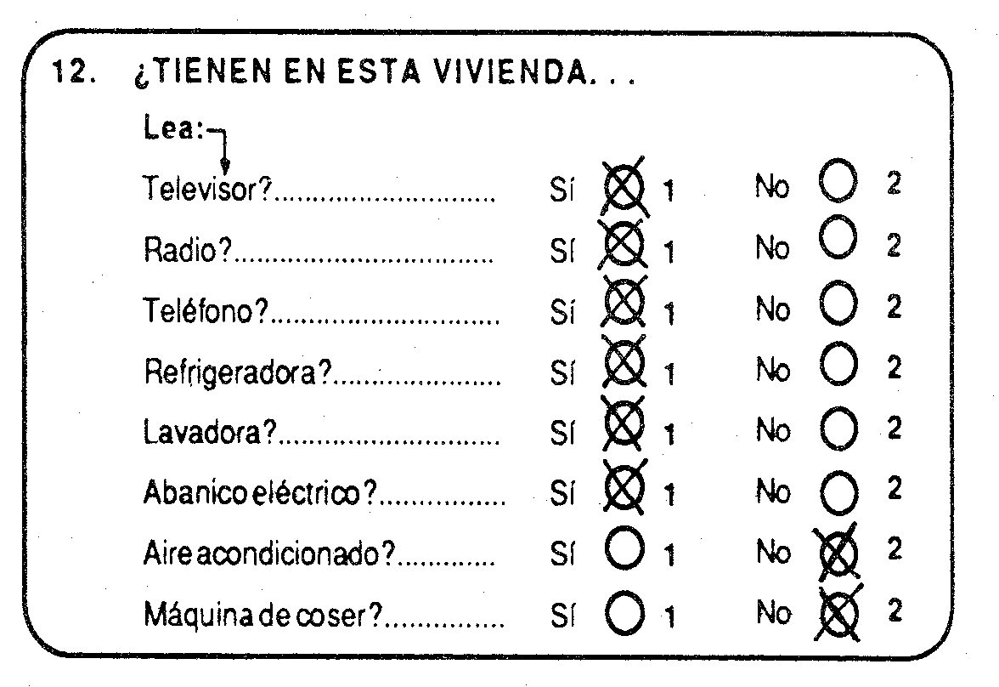 12. ¿TIENEN EN ESTA VIVIENDA. . .
Lea:
Televisor?............................ Sí 1 No 2
Radio?................................ Sí 1 No 2
Teléfono?............................. Sí 1 No 2
Refrigeradora?..................... Sí 1 No 2
Lavadora?............................ Sí 1 No 2
Abanico eléctrico?................ Sí 1 No 2
Aire acondicionado?............. Sí 1 No 2
Máquina de coser?............... Sí 1 No 2